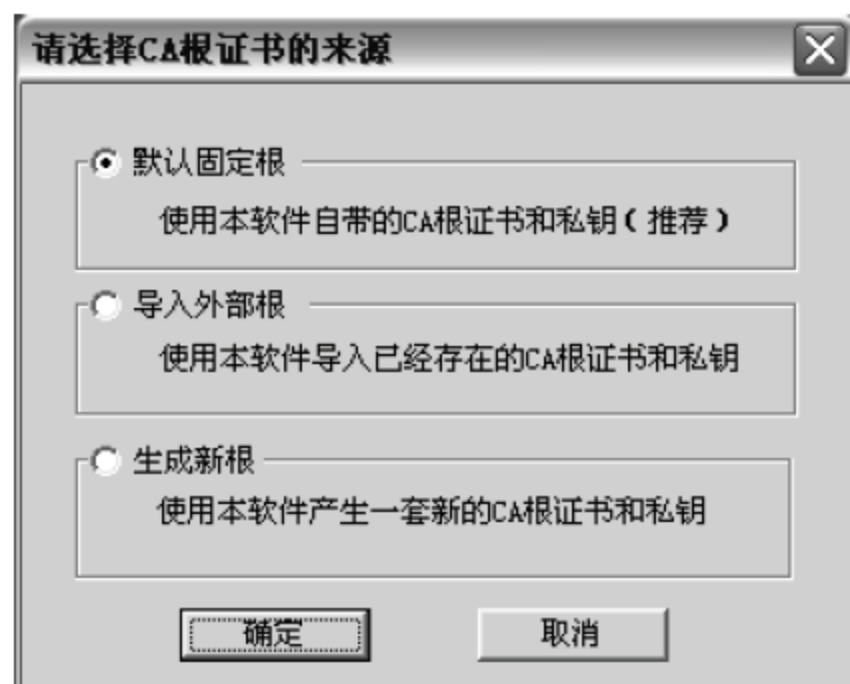 请选择CA根证书的来源
默认固定根
使用本软件自带的CA根证书和私钥(推荐)
导入外部根
使用本软件导入已经存在的CA根证书和私钥
生成新根
使用本软件产生一套新的CA根证书和私钥
确定 取消